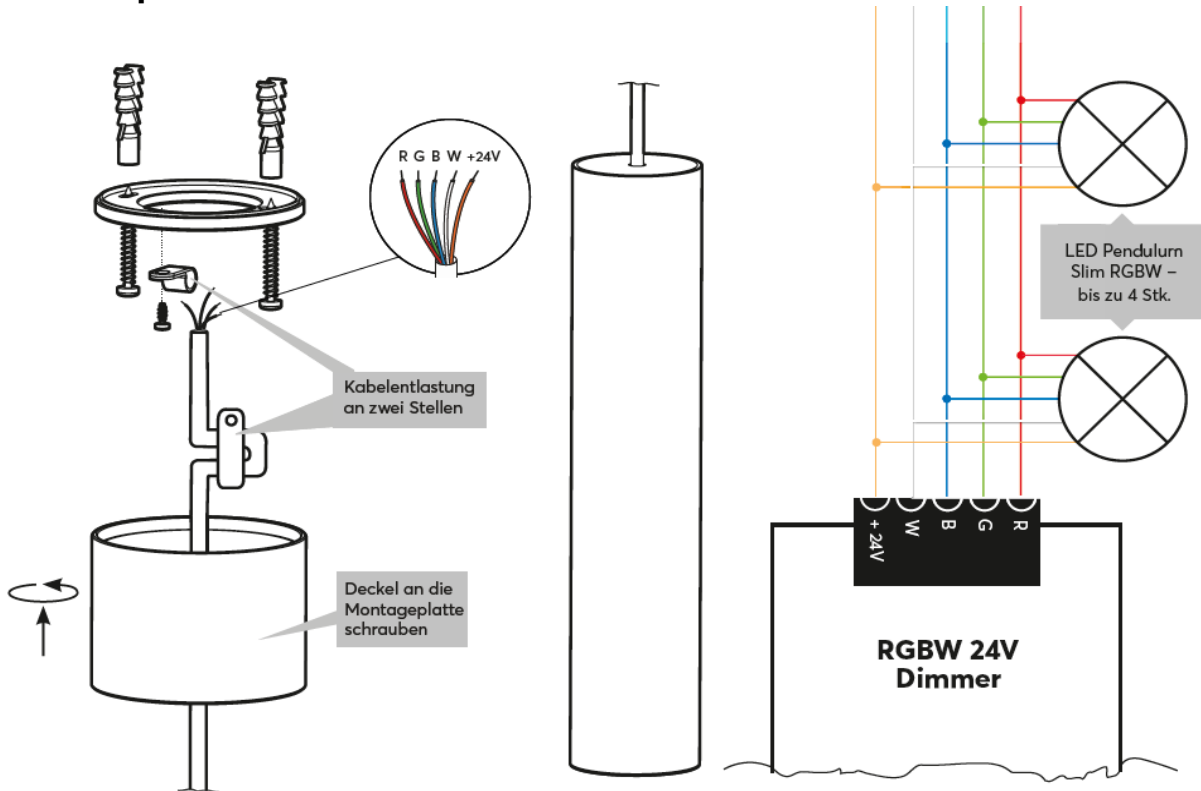 R G B W +24V
Kabelentlastung
an zwei Stellen
Deckel an die
Montageplatte
schrauben
LED Pendulurn
Slim RGBW –
bis zu 4 Stk.
+ 24V
W
B
G
R
RGBW 24V
Dimmer